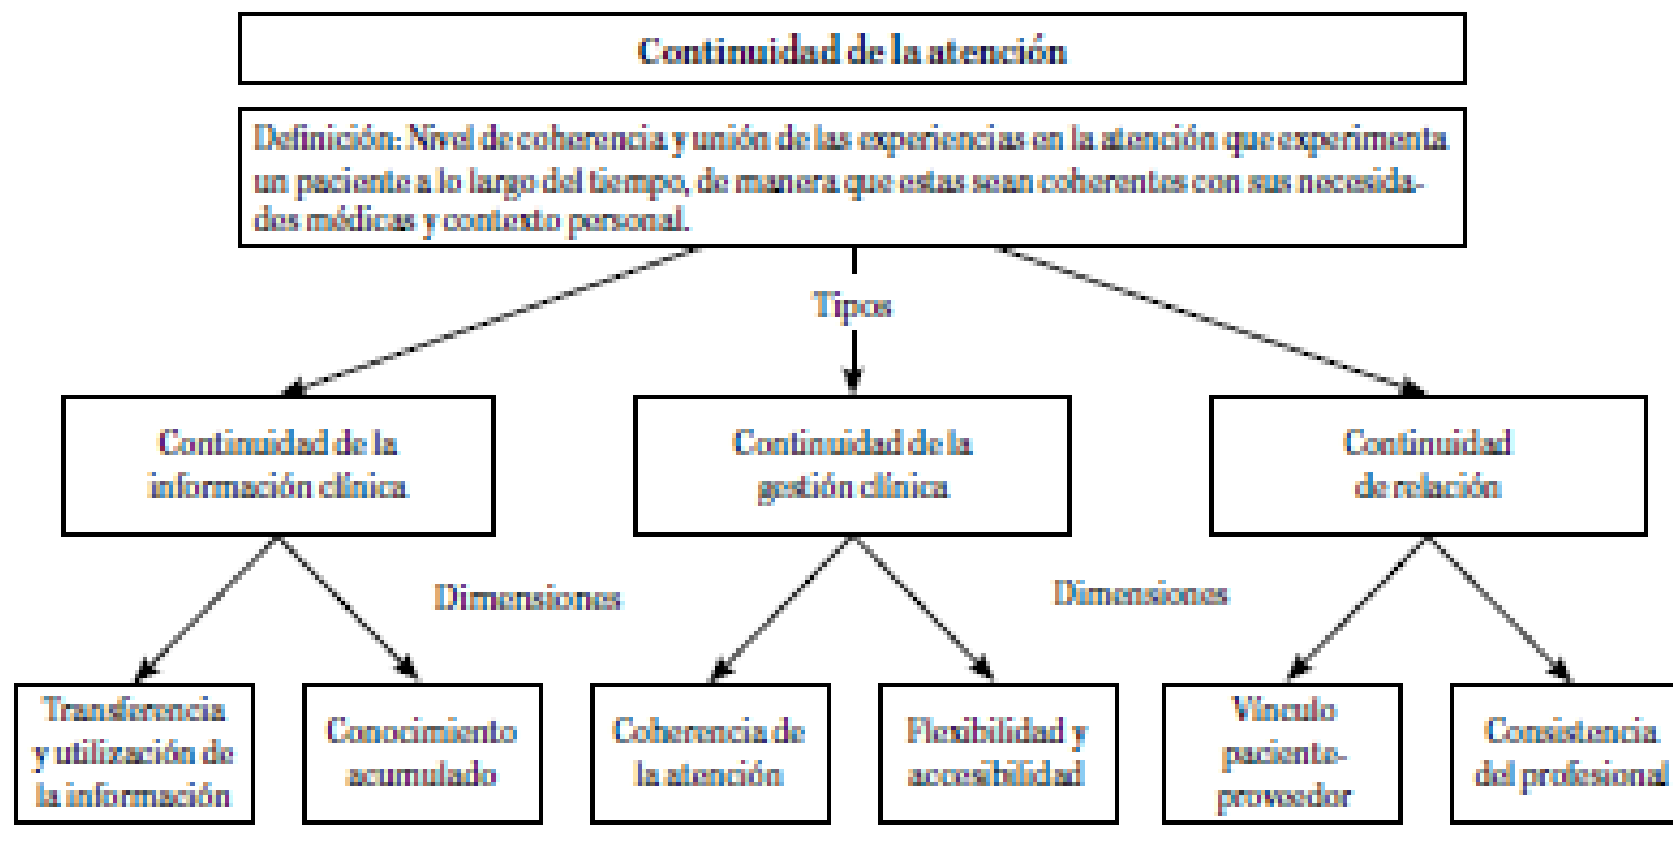 Continuidad de la atención
Definición: Nivel de coherencia y unión de las experiencias en la atención que experimenta
un paciente a lo largo del tiempo, de manera que estas sean coherentes con sus necesida-
des médicas y contexto personal.
Tipos
Continuidad de la
información clínica
Continuidad de la
gestión clínica
Continuidad
de relación
Dimensiones
Dimensiones
Transferencia
y utilización de
la información
Conocimiento
acumulado
Coherencia de
la atención
Flexibilidad y
accesibilidad
Vínculo
paciente-
proveedor
Consistencia
del profesional